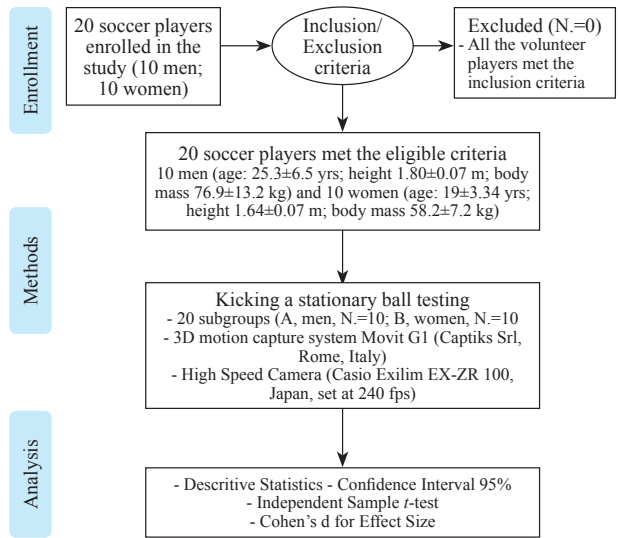 Enrollment
20 soccer players
enrolled in the
study (10 men;
10 women)
Inclusion/
Exclusion
criteria
Excluded (N.=0)
- All the volunteer
players met the
inclusion criteria
20 soccer players met the eligible criteria
10 men (age: 25.3±6.5 yrs; height 1.80±0.07 m; body
mass 76.9±13.2 kg) and 10 women (age: 19±3.34 yrs;
height 1.64±0.07 m; body mass 58.2±7.2 kg)
Methods
Kicking a stationary ball testing
- 20 subgroups (A, men, N.=10; B, women, N.=10
- 3D motion capture system Movit G1 (Captiks Srl,
Rome, Italy)
- High Speed Camera (Casio Exilim EX-ZR 100,
Japan, set at 240 fps)
Analysis
- Descritive Statistics - Confidence Interval 95%
- Independent Sample t-test
- Cohen's d for Effect Size